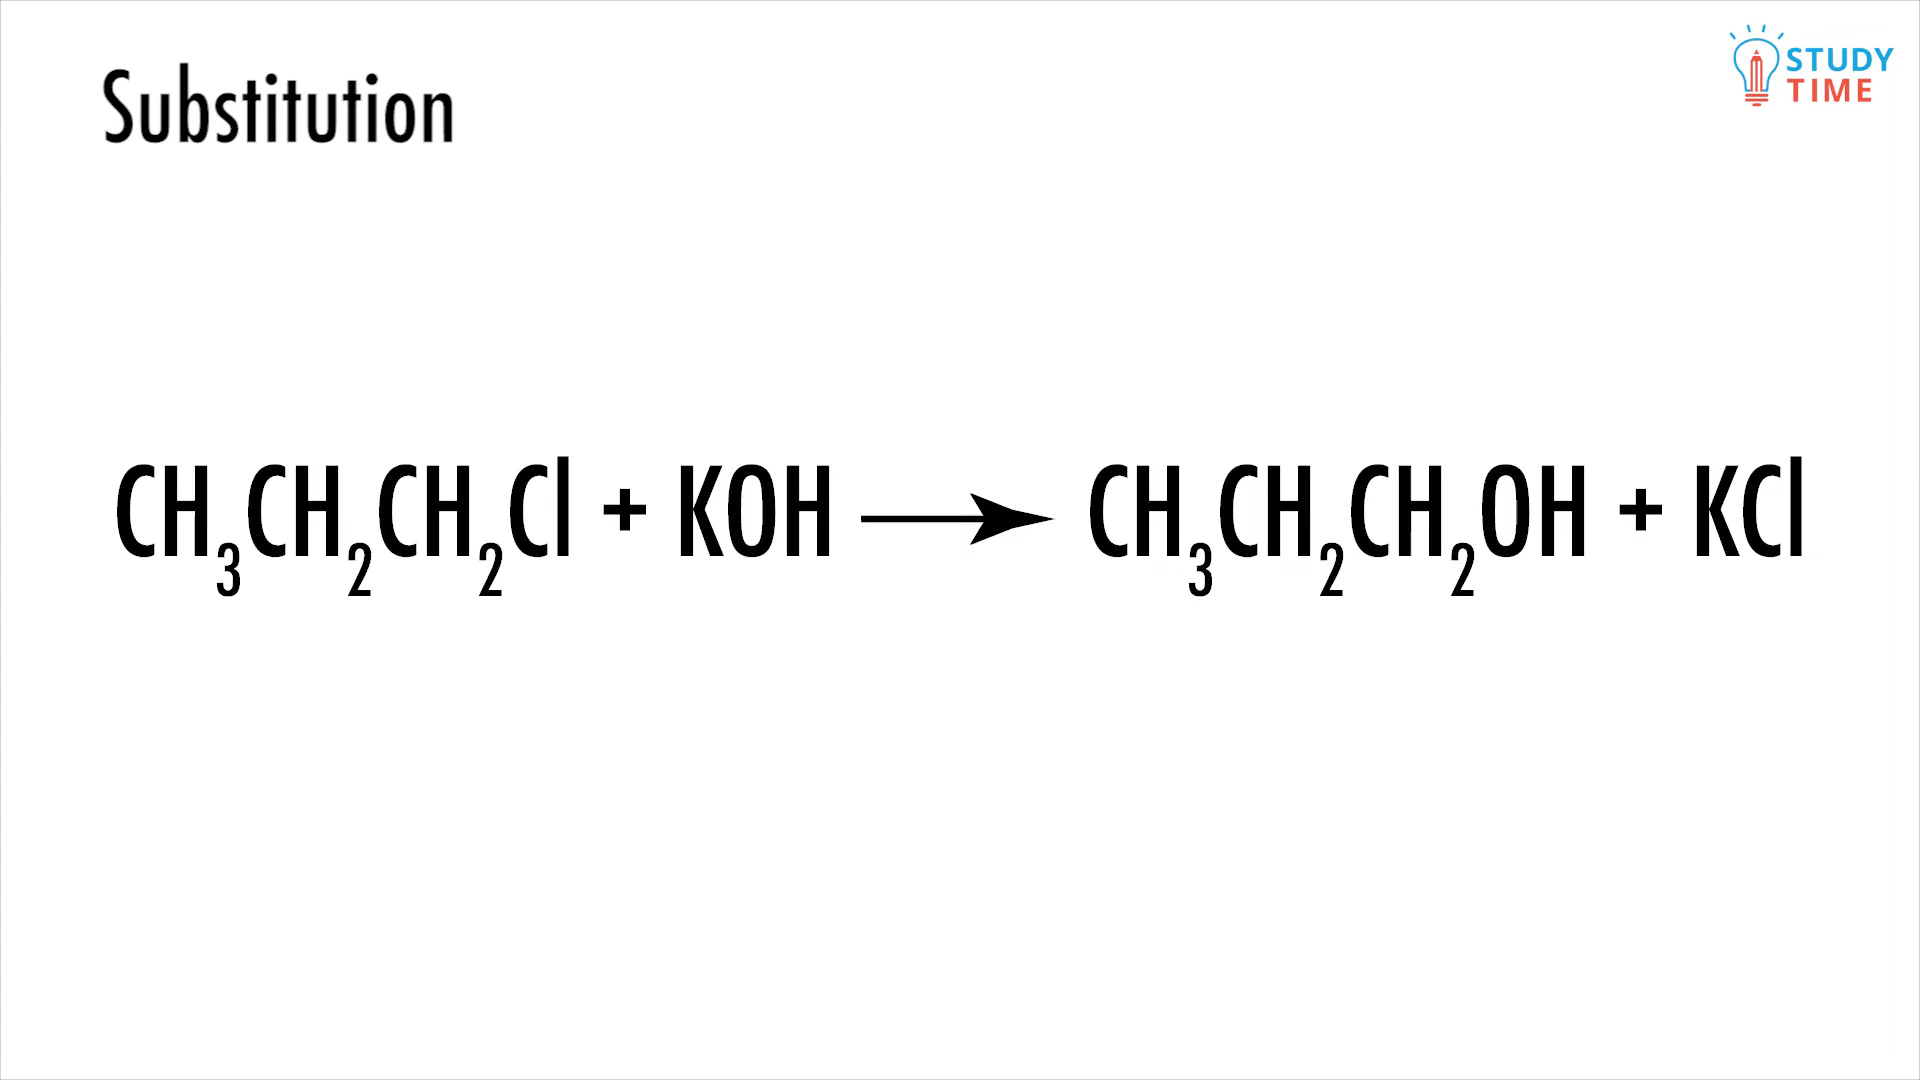 Substitution
STUDY
TIME
CH₃CH₂CH₂Cl + KOH ⟶ CH₃CH₂CH₂OH + KCl